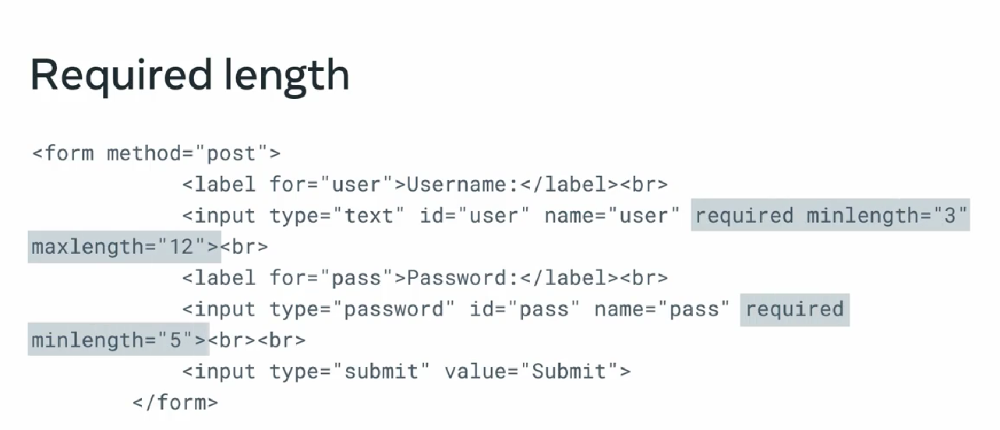 Required length
<form method="post">
<label for="user">Username:</label><br>
<input type="text" id="user" name="user" required minlength="3"
maxlength="12"><br>
<label for="pass">Password:</label><br>
<input type="password" id="pass" name="pass" required
minlength="5"><br><br>
<input type="submit" value="Submit">
</form>